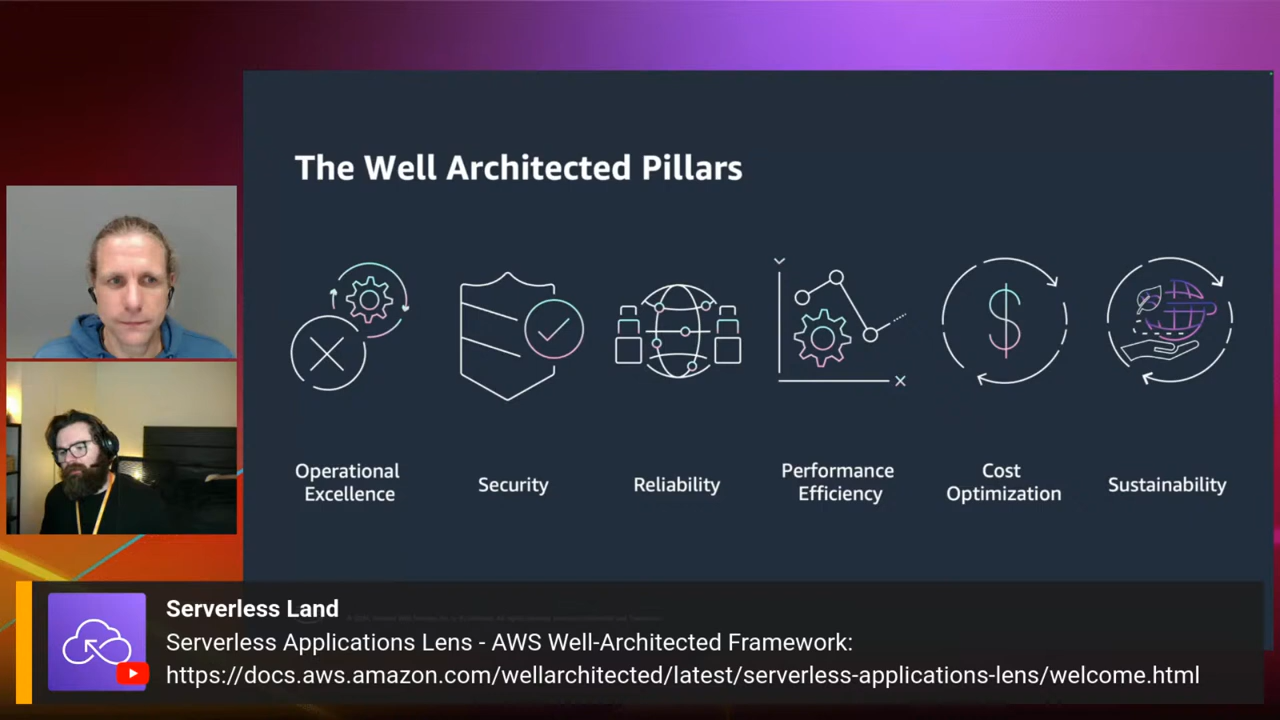 The Well Architected Pillars
Operational
Excellence
Security
Reliability
Performance
Efficiency
Cost
Optimization
Sustainability
Serverless Land
Serverless Applications Lens - AWS Well-Architected Framework:
https://docs.aws.amazon.com/wellarchitected/latest/serverless-applications-lens/welcome.html